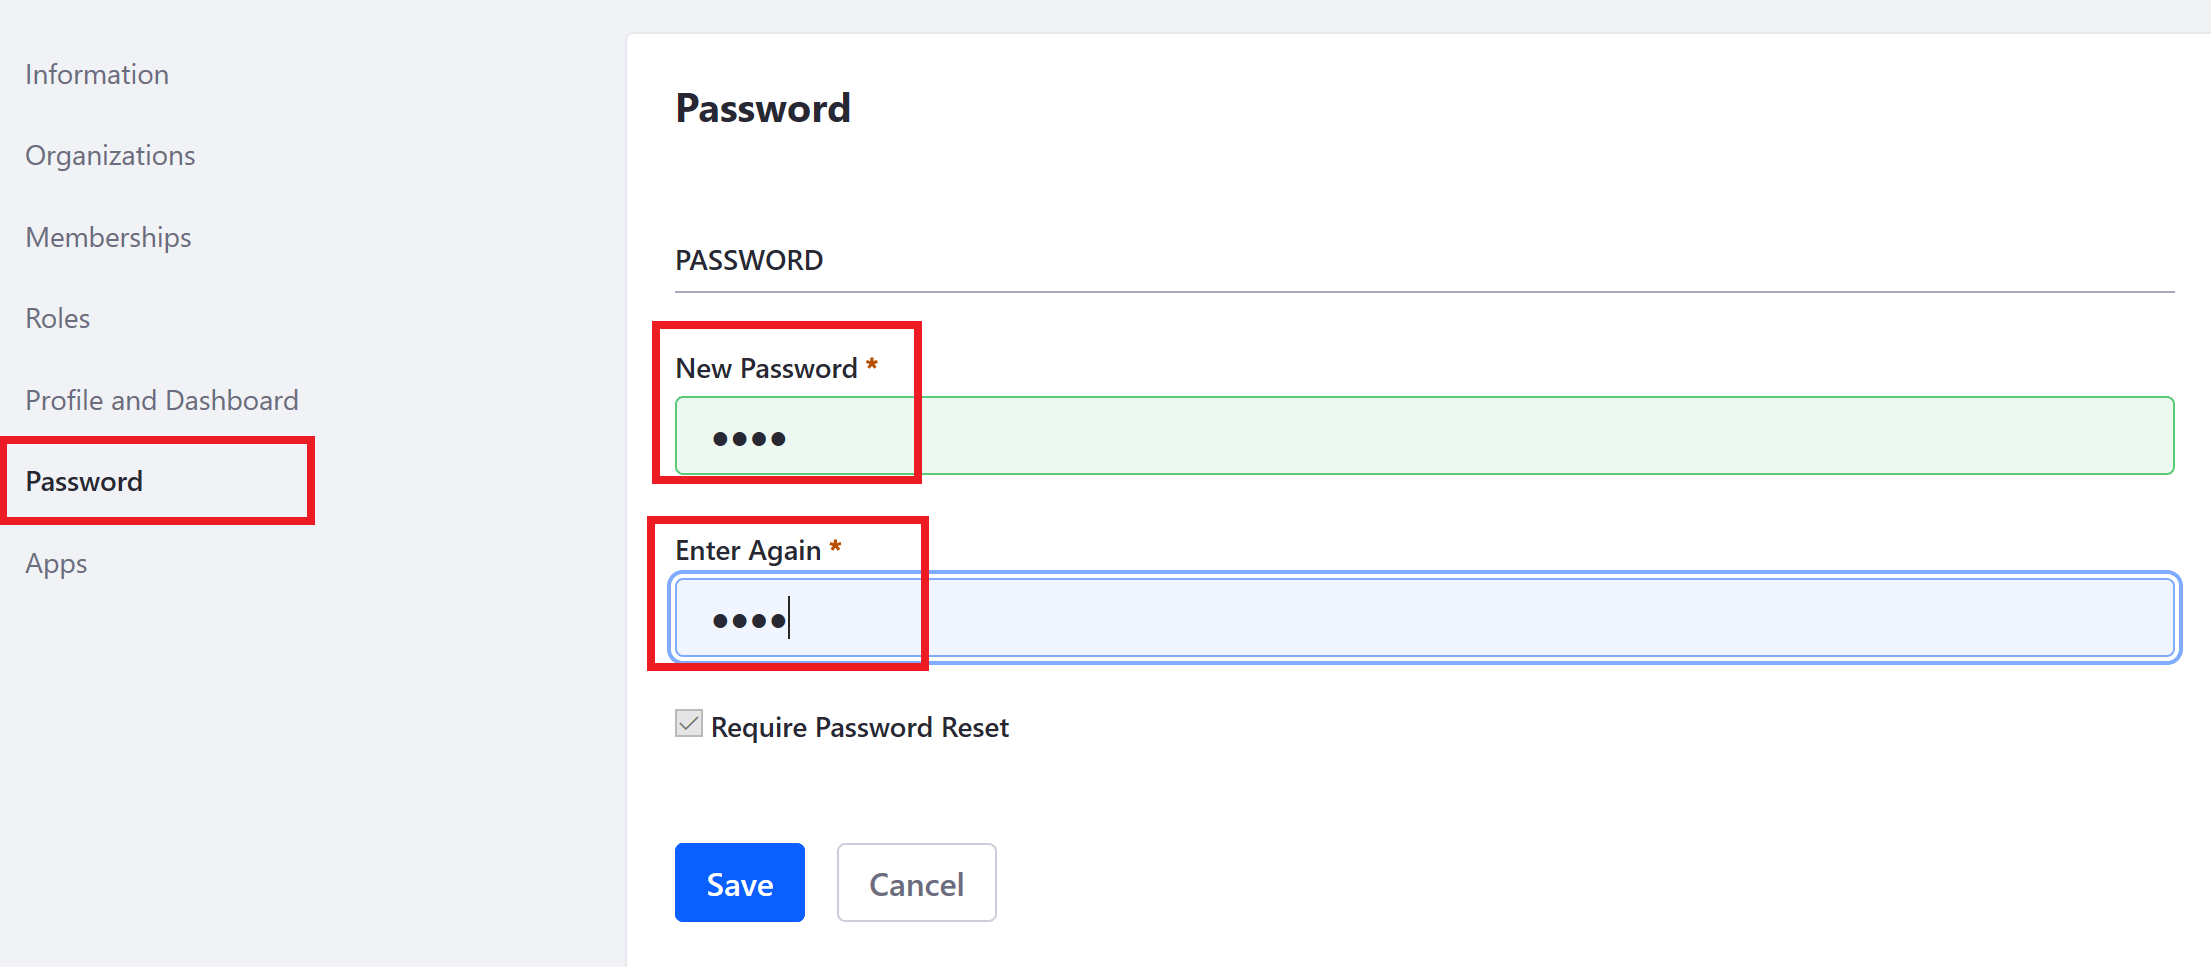 Information
Organizations
Memberships
Roles
Profile and Dashboard
Password
Apps
Password
PASSWORD
New Password *
••••
Enter Again *
••••
Require Password Reset
Save
Cancel